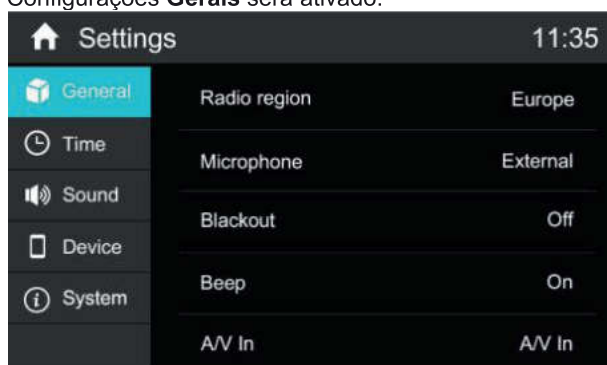 Configurações Gerais será ativado.
Settings 11:35
General
Time
Sound
Device
System
Radio region Europe
Microphone External
Blackout Off
Beep On
A/V In A/V In